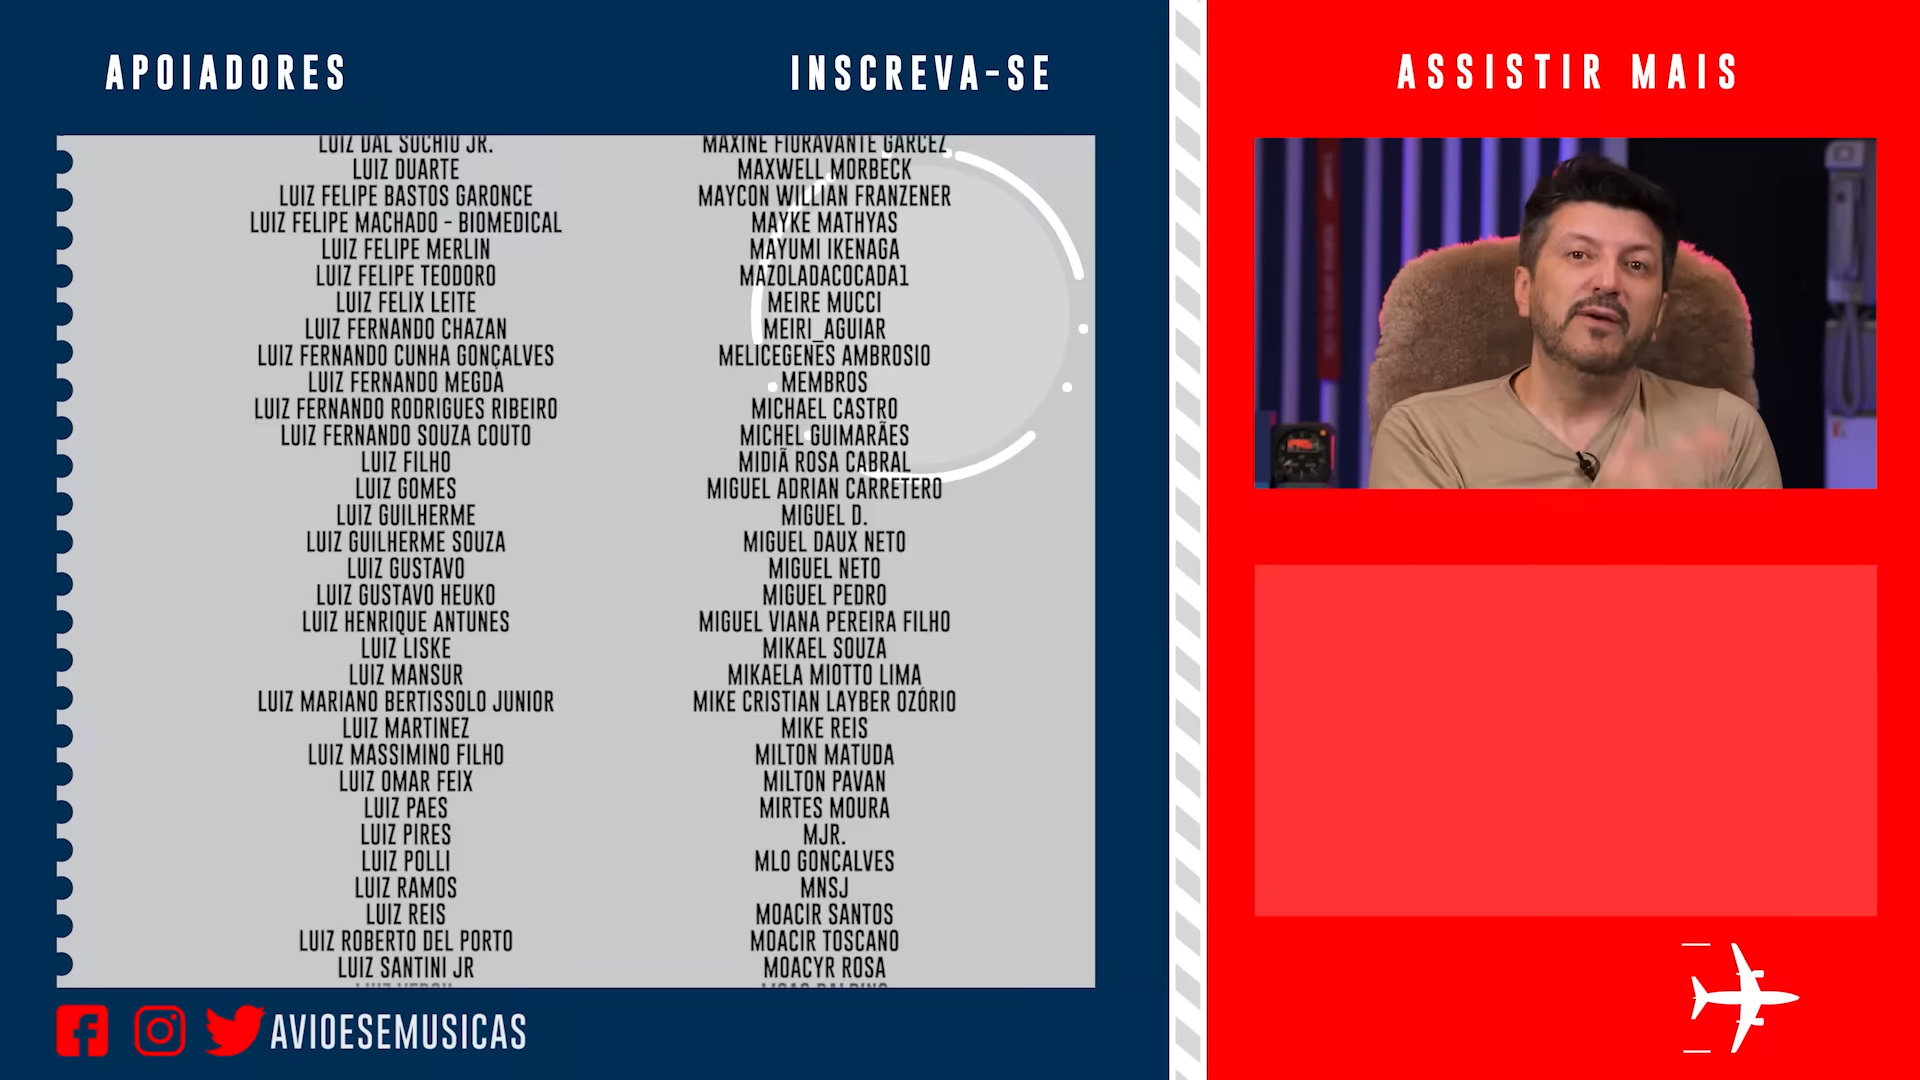 APOIADORES
INSCREVA-SE
ASSISTIR MAIS
LUIZ DAL SOCHIO JR.
LUIZ DUARTE
LUIZ FELIPE BASTOS GARONCE
LUIZ FELIPE MACHADO - BIOMEDICAL
LUIZ FELIPE MERLIN
LUIZ FELIPE TEODORO
LUIZ FELIX LEITE
LUIZ FERNANDO CHAZAN
LUIZ FERNANDO CUNHA GONÇALVES
LUIZ FERNANDO MEGDA
LUIZ FERNANDO RODRIGUES RIBEIRO
LUIZ FERNANDO SOUZA COUTO
LUIZ FILHO
LUIZ GOMES
LUIZ GUILHERME
LUIZ GUILHERME SOUZA
LUIZ GUSTAVO
LUIZ GUSTAVO HEUKO
LUIZ HENRIQUE ANTUNES
LUIZ LISKE
LUIZ MANSUR
LUIZ MARIANO BERTISSOLO JUNIOR
LUIZ MARTINEZ
LUIZ MASSIMINO FILHO
LUIZ OMAR FEIX
LUIZ PAES
LUIZ PIRES
LUIZ POLLI
LUIZ RAMOS
LUIZ REIS
LUIZ ROBERTO DEL PORTO
LUIZ SANTINI JR
MAXINE FIORAVANTE GARCEZ
MAXWELL MORBECK
MAYCON WILLIAN FRANZENER
MAYKE MATHYAS
MAYUMI IKENAGA
MAZOLADACOCADA1
MEIRE MUCCI
MEIRI_AGUIAR
MELICEGENES AMBROSIO
MEMBROS
MICHAEL CASTRO
MICHEL GUIMARÃES
MIDIÃ ROSA CABRAL
MIGUEL ADRIAN CARRETERO
MIGUEL D.
MIGUEL DAUX NETO
MIGUEL NETO
MIGUEL PEDRO
MIGUEL VIANA PEREIRA FILHO
MIKAEL SOUZA
MIKAELA MIOTTO LIMA
MIKE CRISTIAN LAYBER OZÓRIO
MIKE REIS
MILTON MATUDA
MILTON PAVAN
MIRTES MOURA
MJR.
MLO GONCALVES
MNSJ
MOACIR SANTOS
MOACIR TOSCANO
MOACYR ROSA
AVIOESEMUSICAS